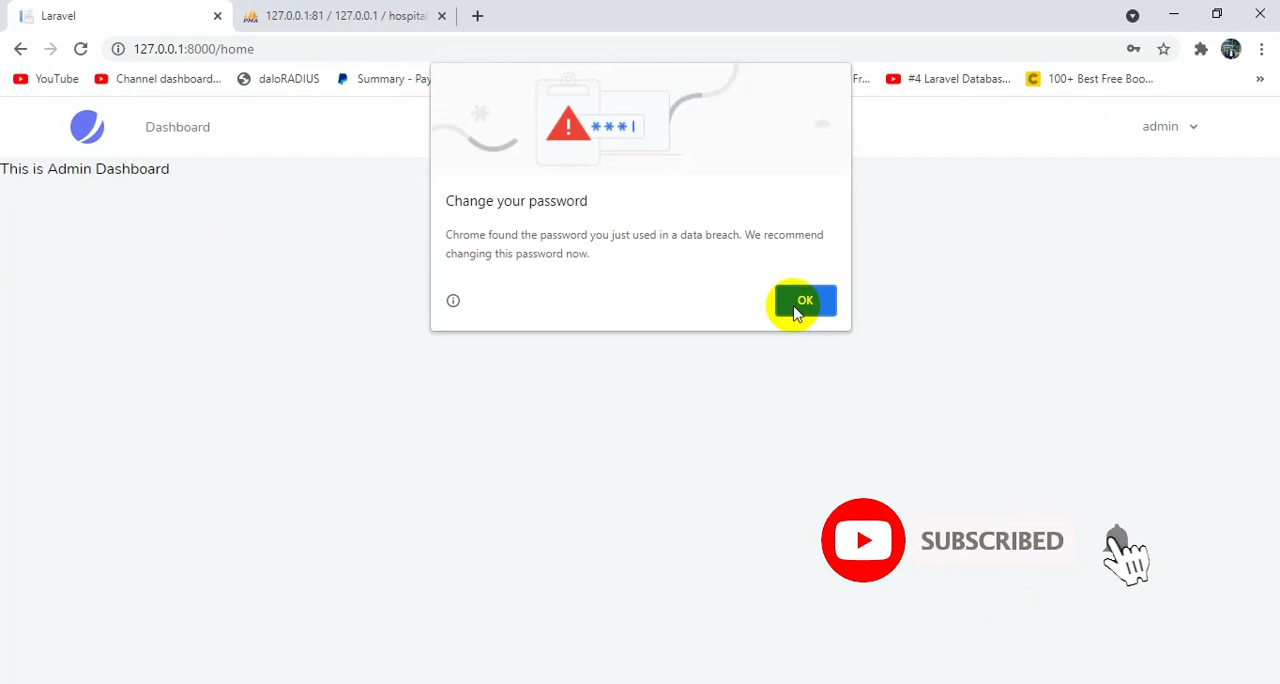 Laravel
127.0.0.1:81 / 127.0.0.1 / hospital
127.0.0.1:8000/home
YouTube
Channel dashboard...
daloRADIUS
Summary - Pay
Fr...
#4 Laravel Databas...
100+ Best Free Boo...
»
Dashboard
admin
This is Admin Dashboard
***|
Change your password
Chrome found the password you just used in a data breach. We recommend
changing this password now.
OK
SUBSCRIBED